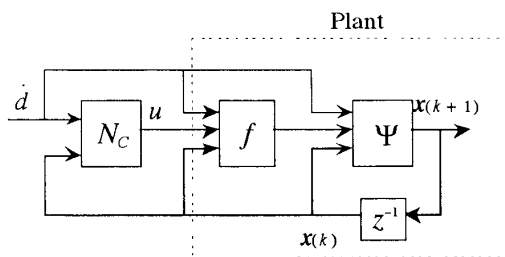 Plant
ḋ
N_C
u
f
Ψ
x(k + 1)
z⁻¹
x(k)